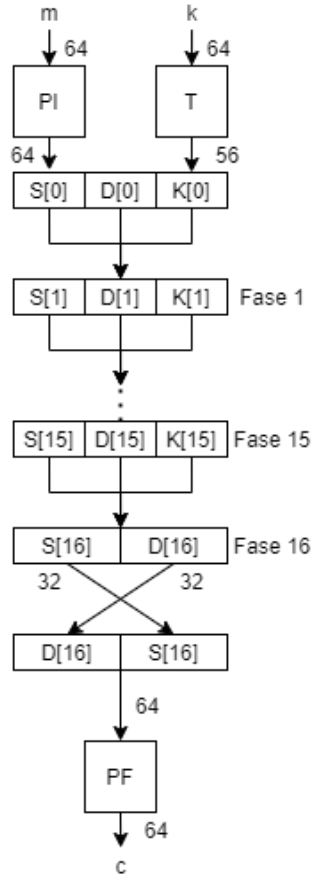 m k
64 64
PI T
64 56
S[0] D[0] K[0]
S[1] D[1] K[1] Fase 1
S[15] D[15] K[15] Fase 15
S[16] D[16] Fase 16
32 32
D[16] S[16]
64
PF
64
c